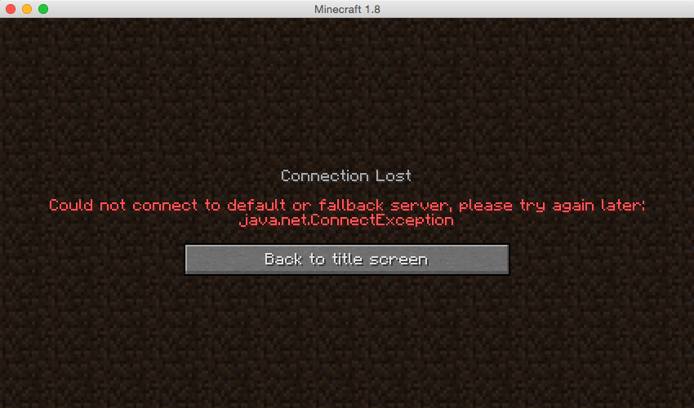 Minecraft 1.8
Connection Lost
Could not connect to default or fallback server, please try again later:
java.net.ConnectException
Back to title screen